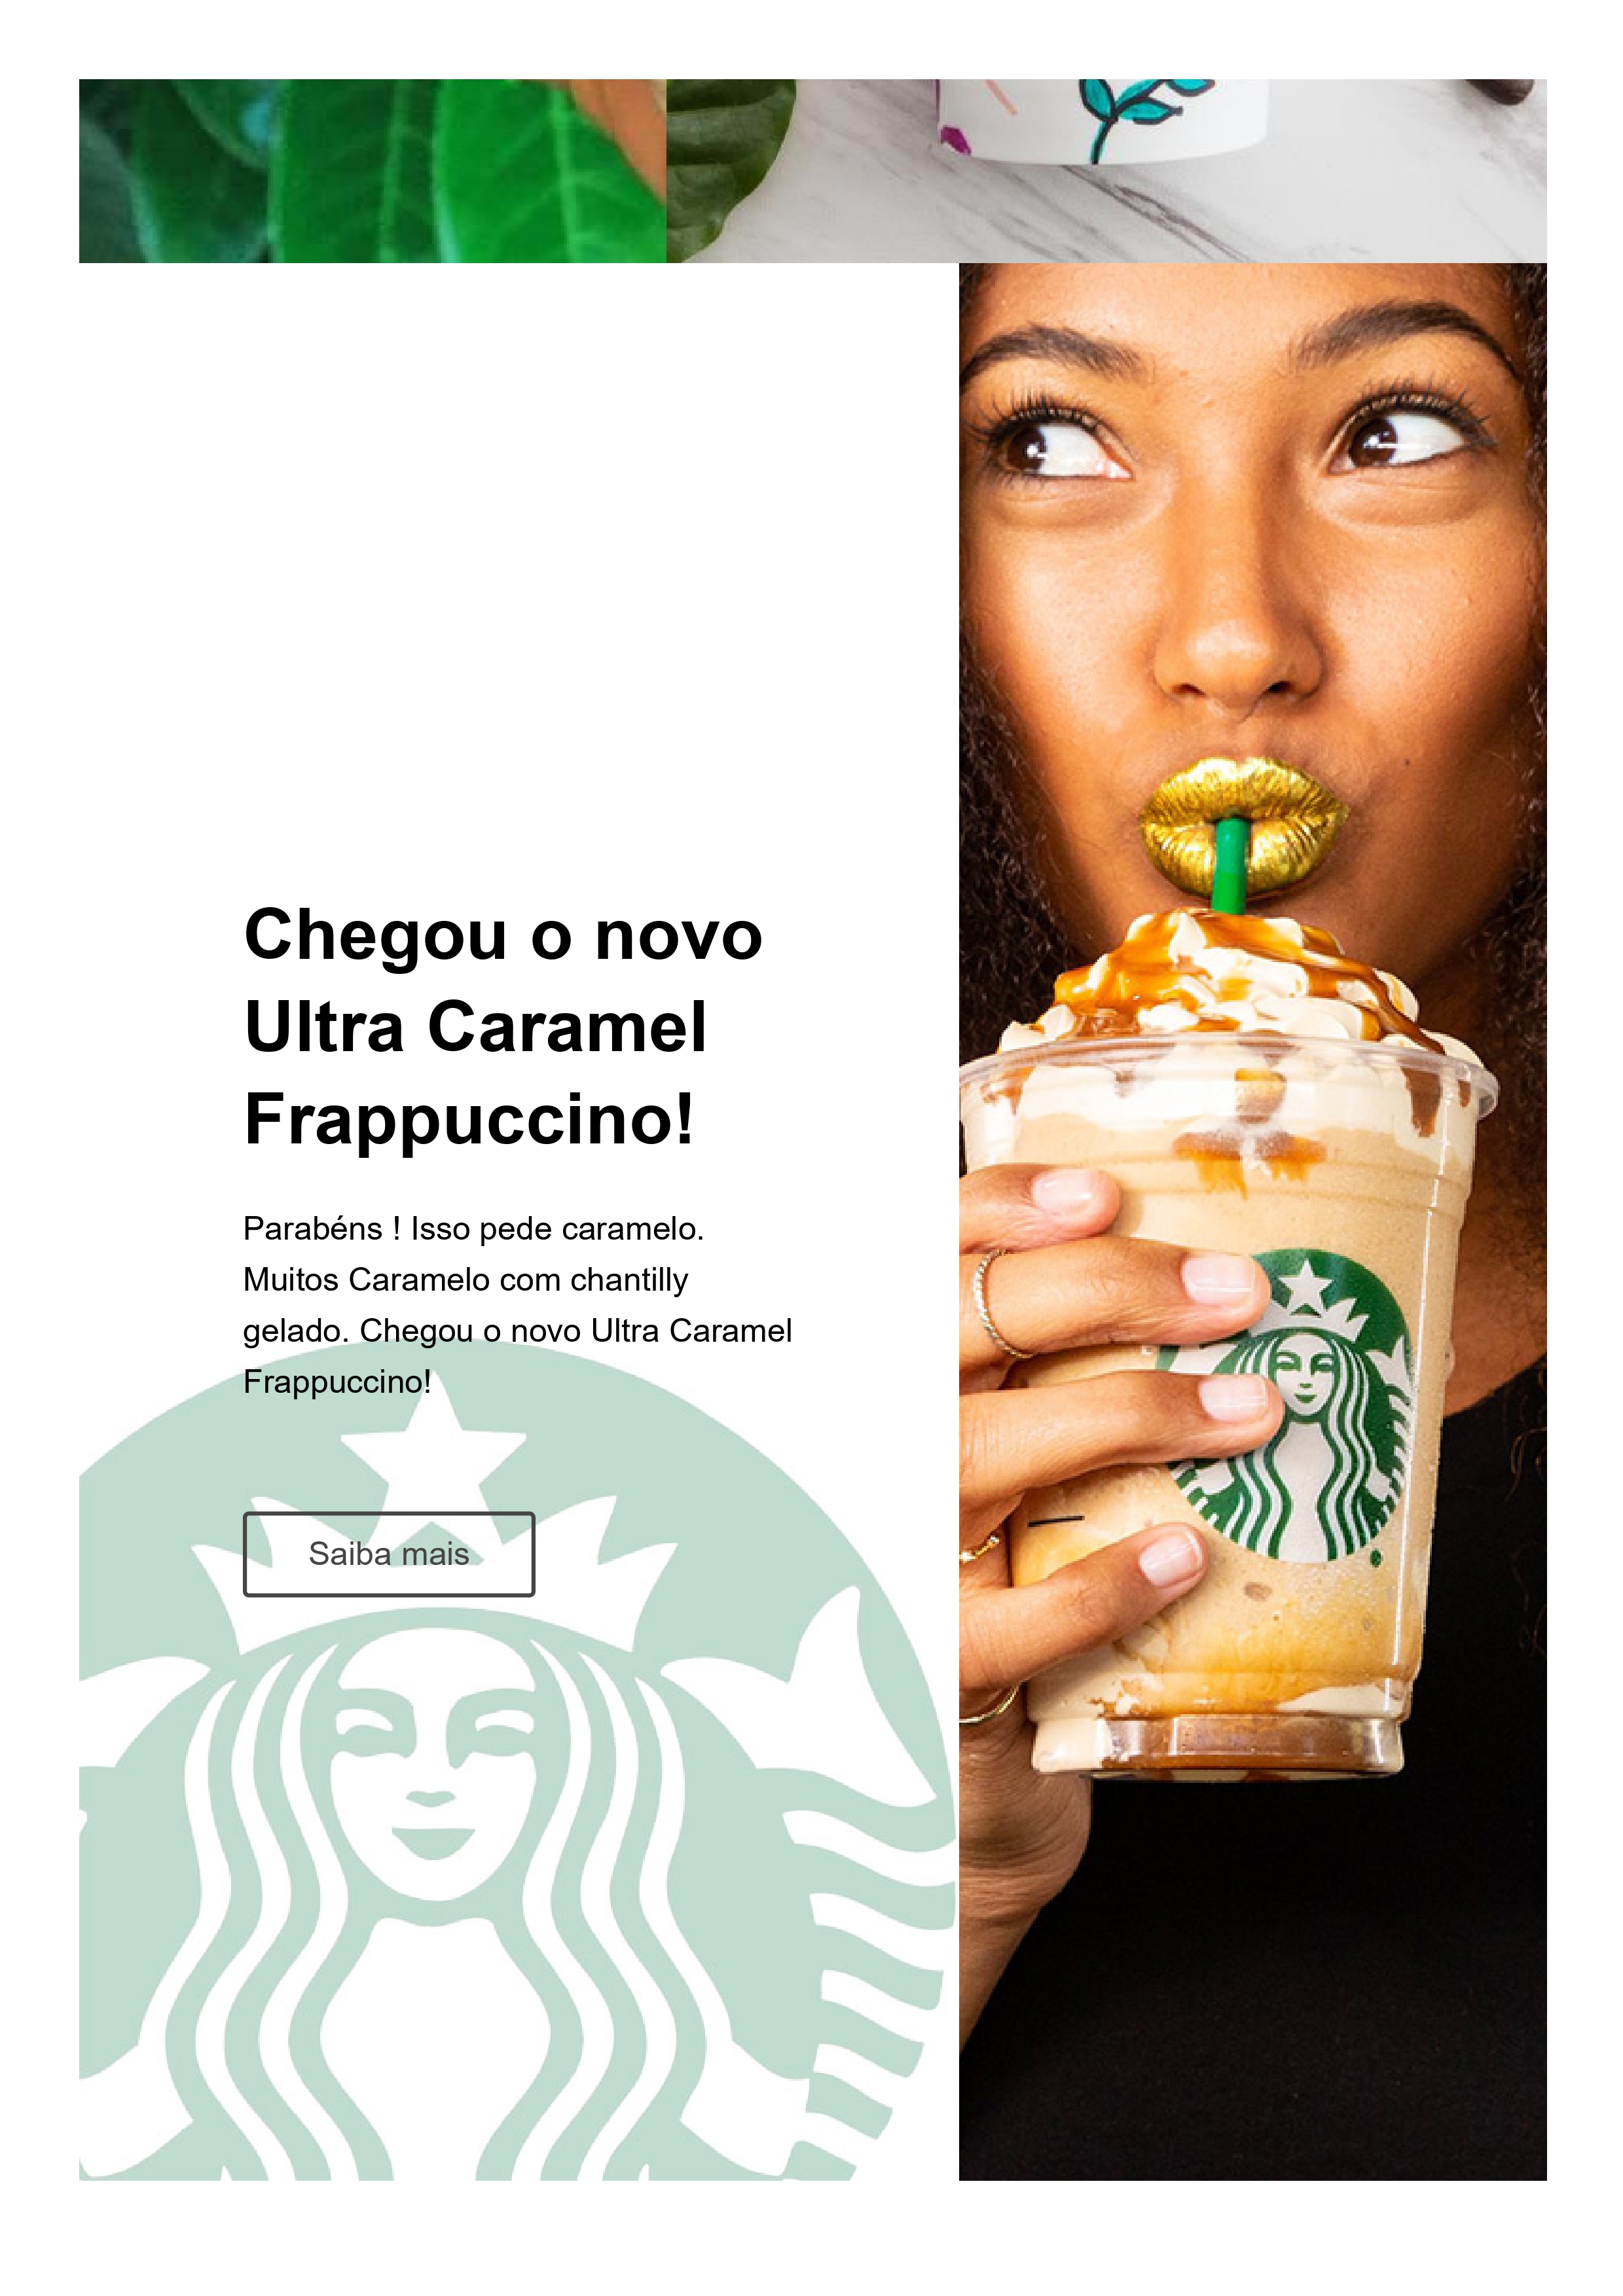 Chegou o novo
Ultra Caramel
Frappuccino!
Parabéns ! Isso pede caramelo.
Muitos Caramelo com chantilly
gelado. Chegou o novo Ultra Caramel
Frappuccino!
Saiba mais